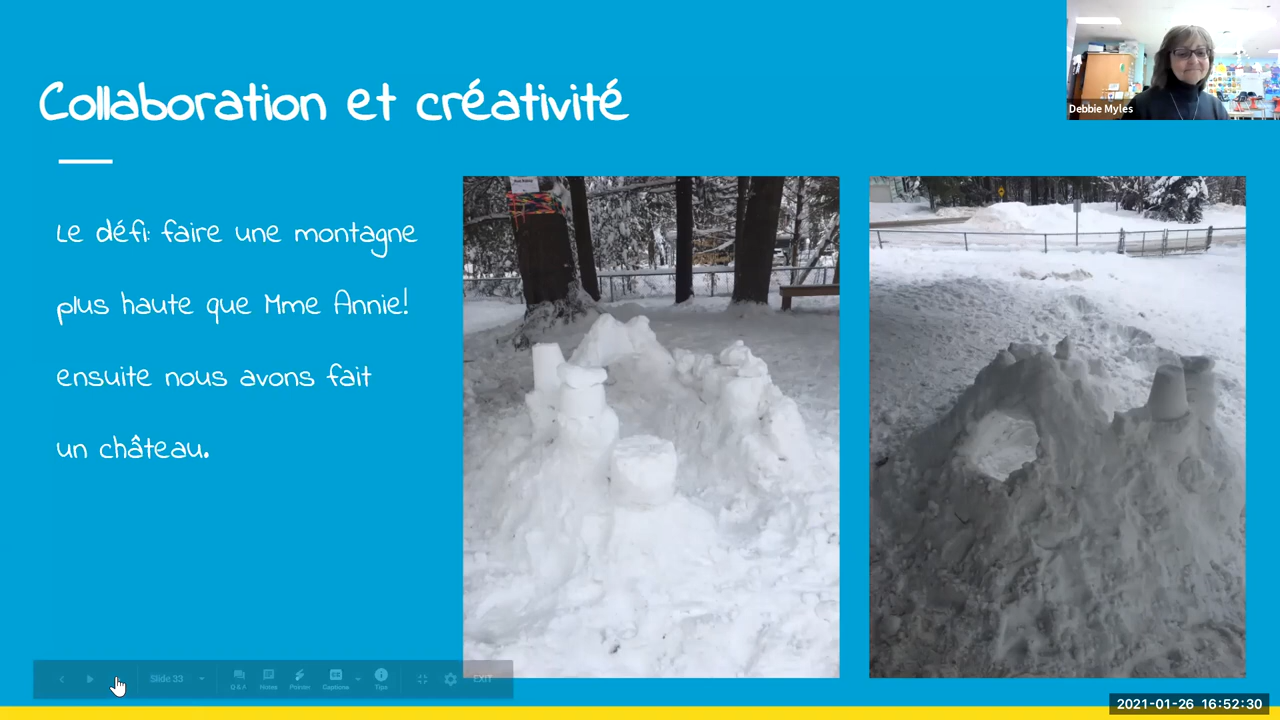 Collaboration et créativité
Debbie Myles
Le défi: faire une montagne
plus haute que Mme Annie!
ensuite nous avons fait
un château.
Slide 33
Notes
Pointer
Captions
Tips
EXIT
2021-01-26 16:52:30